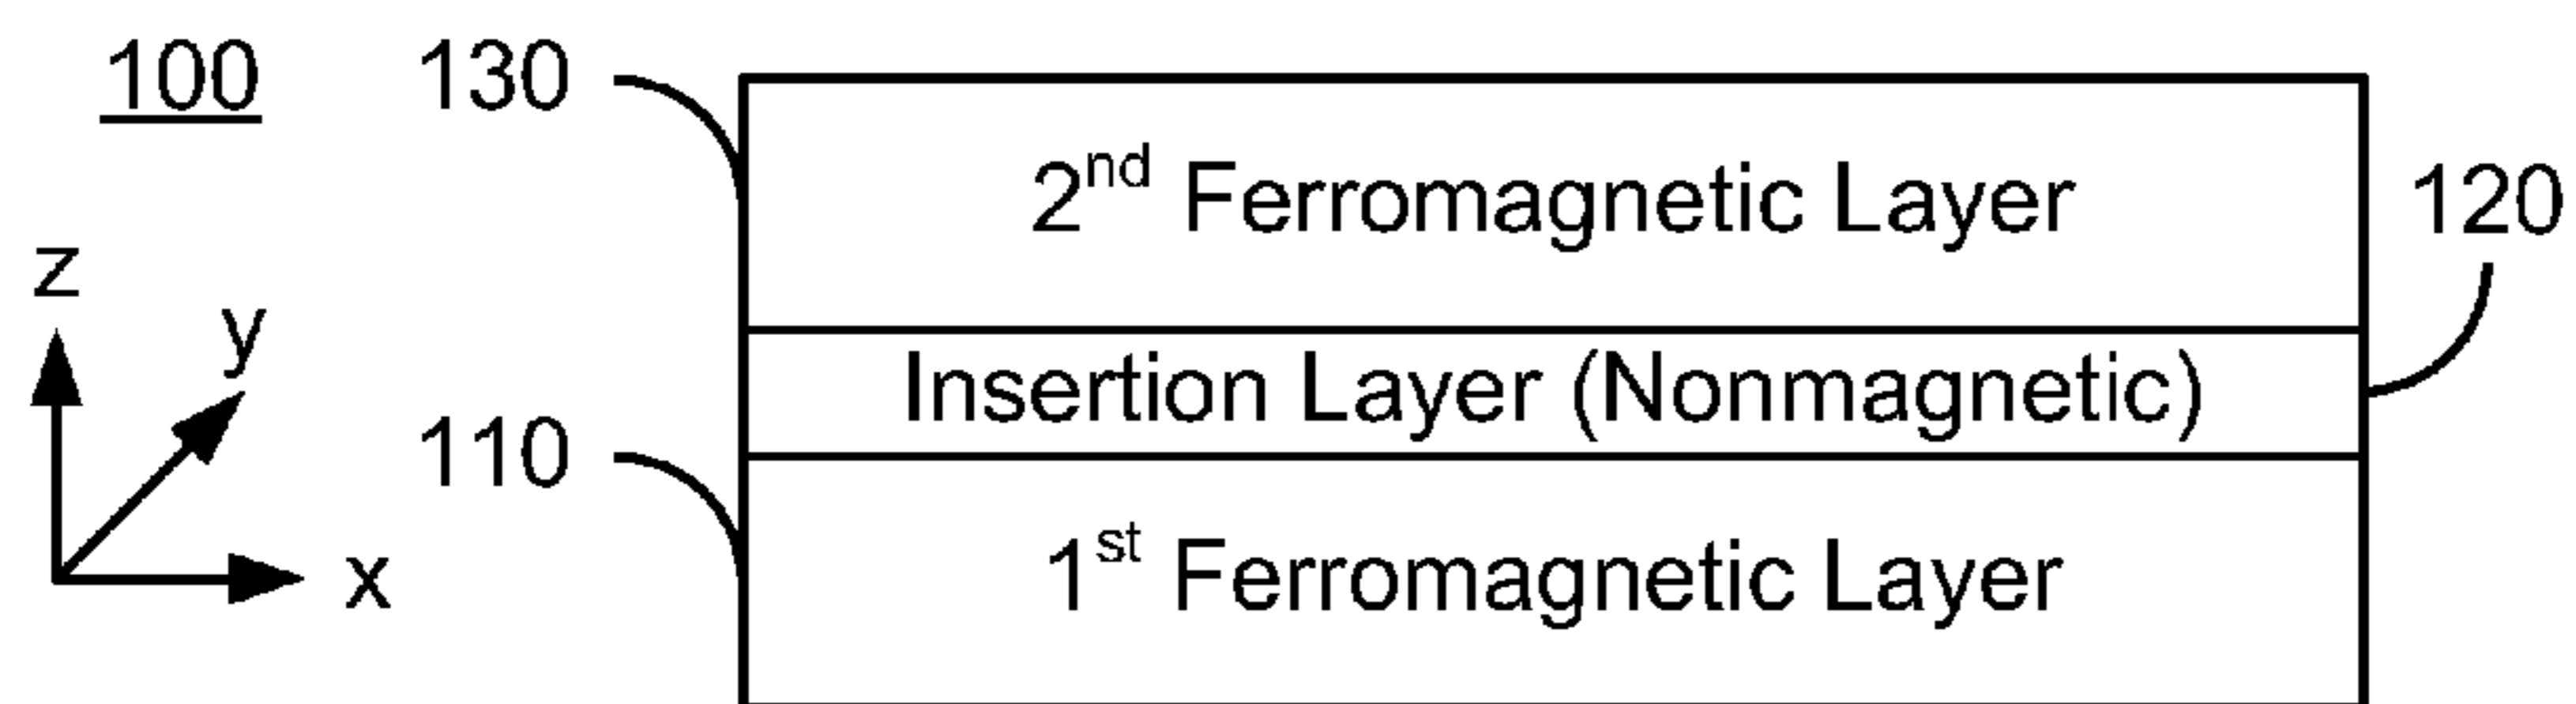 100
130
2nd Ferromagnetic Layer
120
z
y
Insertion Layer (Nonmagnetic)
110
1st Ferromagnetic Layer
x